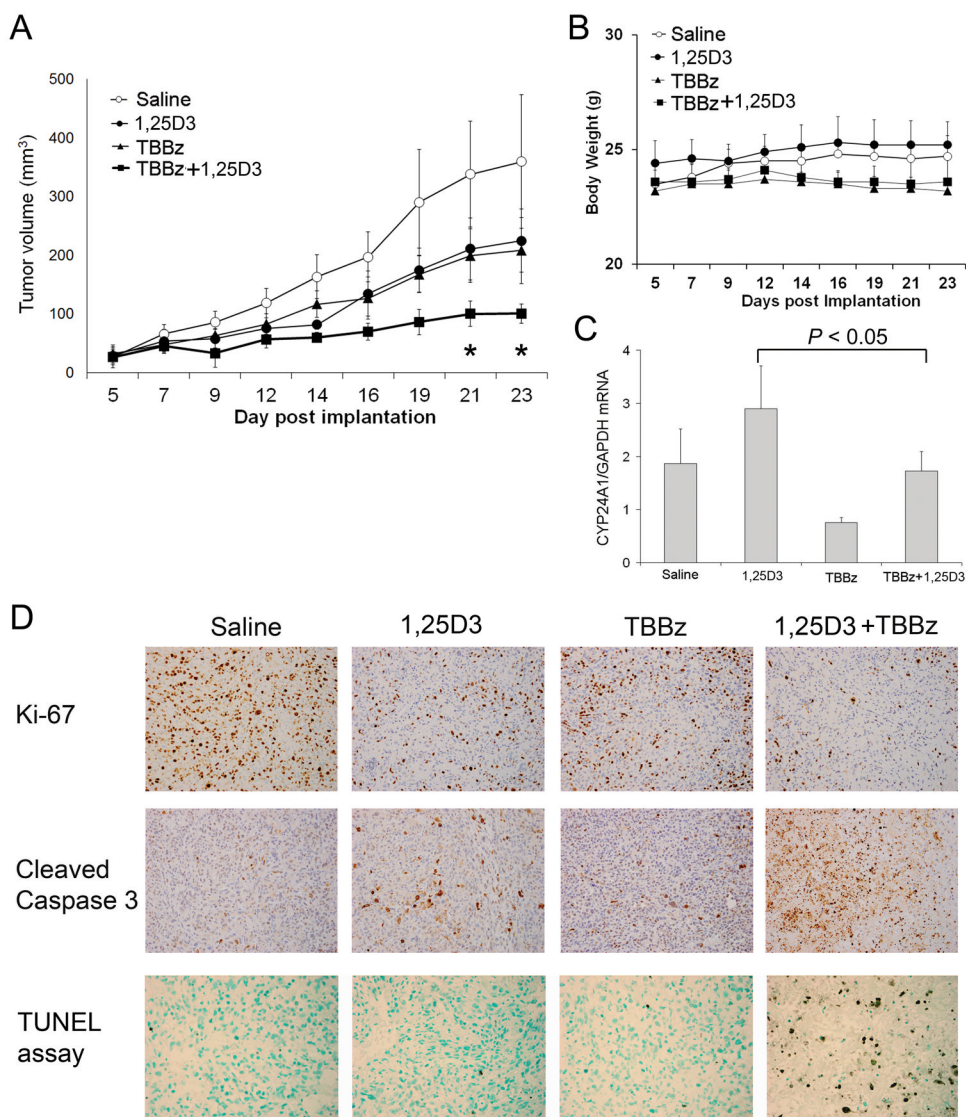 A
Tumor volume (mm³)
500
400
300
200
100
0
Saline
1,25D3
TBBz
TBBz+1,25D3
* *
5 7 9 12 14 16 19 21 23
Day post implantation
B
Body Weight (g)
30
25
20
Saline
1,25D3
TBBz
TBBz+1,25D3
5 7 9 12 14 16 19 21 23
Days post Implantation
C
P < 0.05
CYP24A1/GAPDH mRNA
4
3
2
1
0
Saline 1,25D3 TBBz TBBz+1,25D3
D
Saline 1,25D3 TBBz 1,25D3+TBBz
Ki-67
Cleaved
Caspase 3
TUNEL
assay